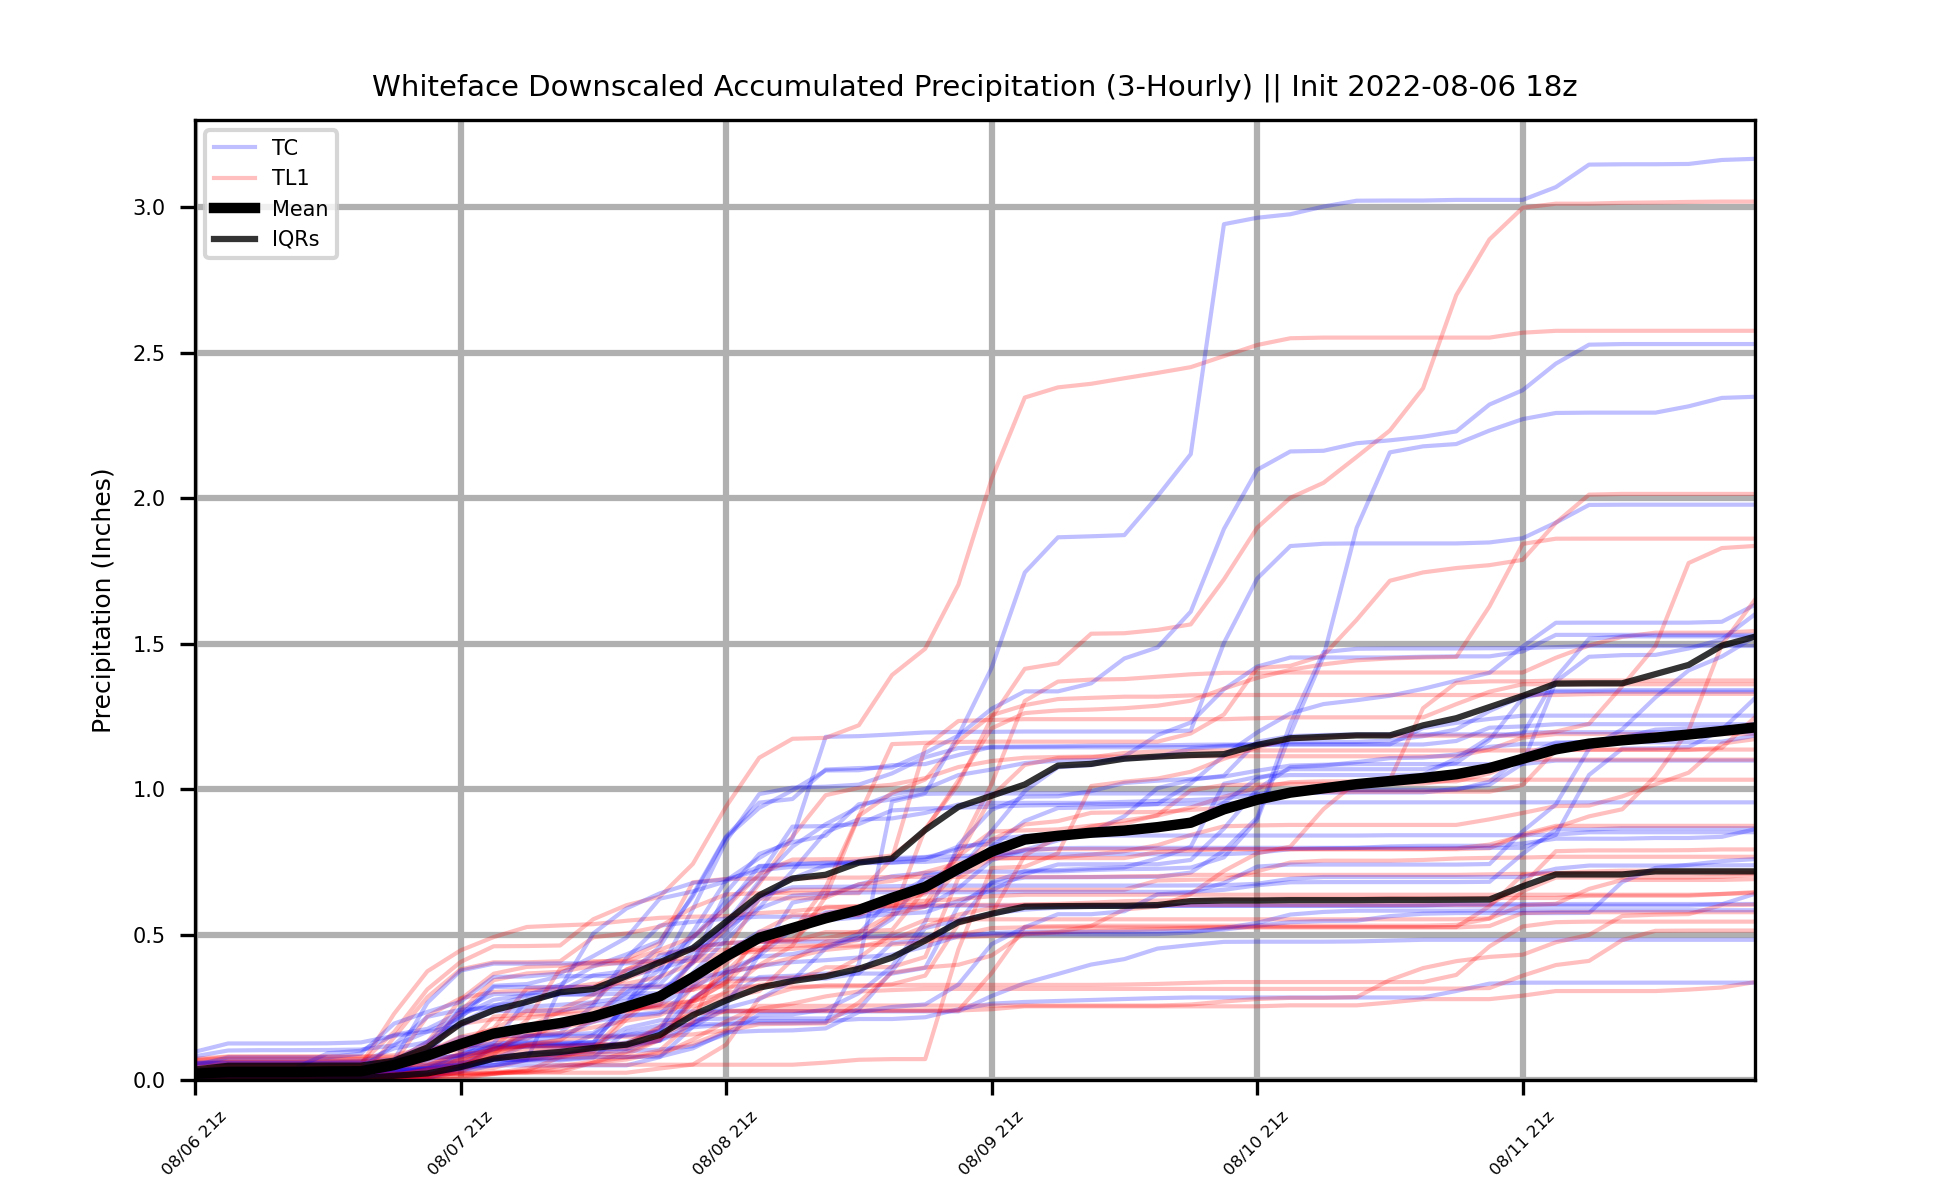 Whiteface Downscaled Accumulated Precipitation (3-Hourly) || Init 2022-08-06 18z
TC
TL1
Mean
IQRs
Precipitation (Inches)
3.0
2.5
2.0
1.5
1.0
0.5
0.0
08/06 21z
08/07 21z
08/08 21z
08/09 21z
08/10 21z
08/11 21z